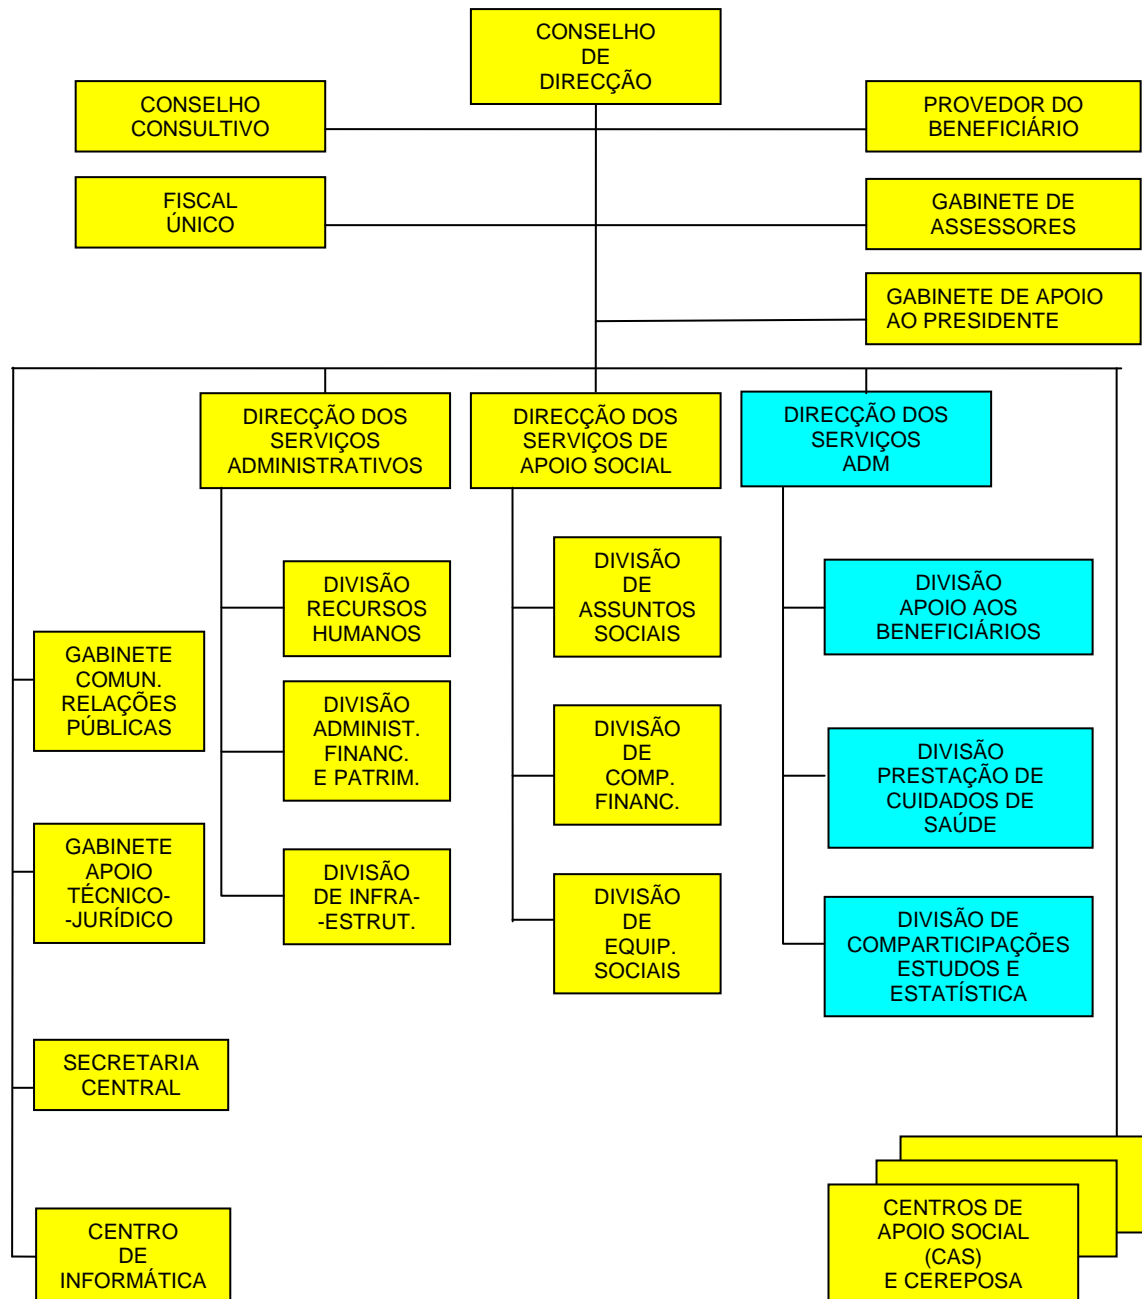 CONSELHO
DE
DIRECÇÃO
CONSELHO
CONSULTIVO
PROVEDOR DO
BENEFICIÁRIO
FISCAL
ÚNICO
GABINETE DE
ASSESSORES
GABINETE DE APOIO
AO PRESIDENTE
DIRECÇÃO DOS
SERVIÇOS
ADMINISTRATIVOS
DIRECÇÃO DOS
SERVIÇOS DE
APOIO SOCIAL
DIRECÇÃO DOS
SERVIÇOS
ADM
GABINETE
COMUN.
RELAÇÕES
PÚBLICAS
GABINETE
APOIO
TÉCNICO-
-JURÍDICO
SECRETARIA
CENTRAL
CENTRO
DE
INFORMÁTICA
DIVISÃO
RECURSOS
HUMANOS
DIVISÃO
ADMINIST.
FINANC.
E PATRIM.
DIVISÃO
DE INFRA-
-ESTRUT.
DIVISÃO
DE
ASSUNTOS
SOCIAIS
DIVISÃO
DE
COMP.
FINANC.
DIVISÃO
DE
EQUIP.
SOCIAIS
DIVISÃO
APOIO AOS
BENEFICIÁRIOS
DIVISÃO
PRESTAÇÃO DE
CUIDADOS DE
SAÚDE
DIVISÃO DE
COMPARTICIPAÇÕES
ESTUDOS E
ESTATÍSTICA
CENTROS DE
APOIO SOCIAL
(CAS)
E CEREPOSA